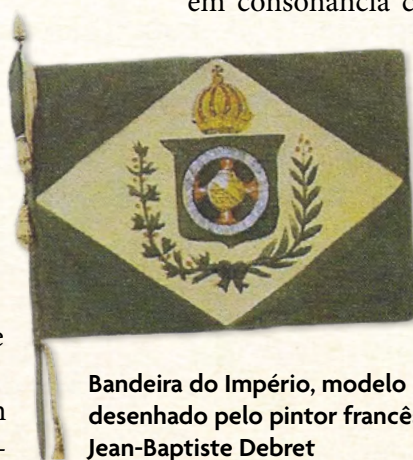 em consonância c
e
Bandeira do Império, modelo
desenhado pelo pintor francê
Jean-Baptiste Debret